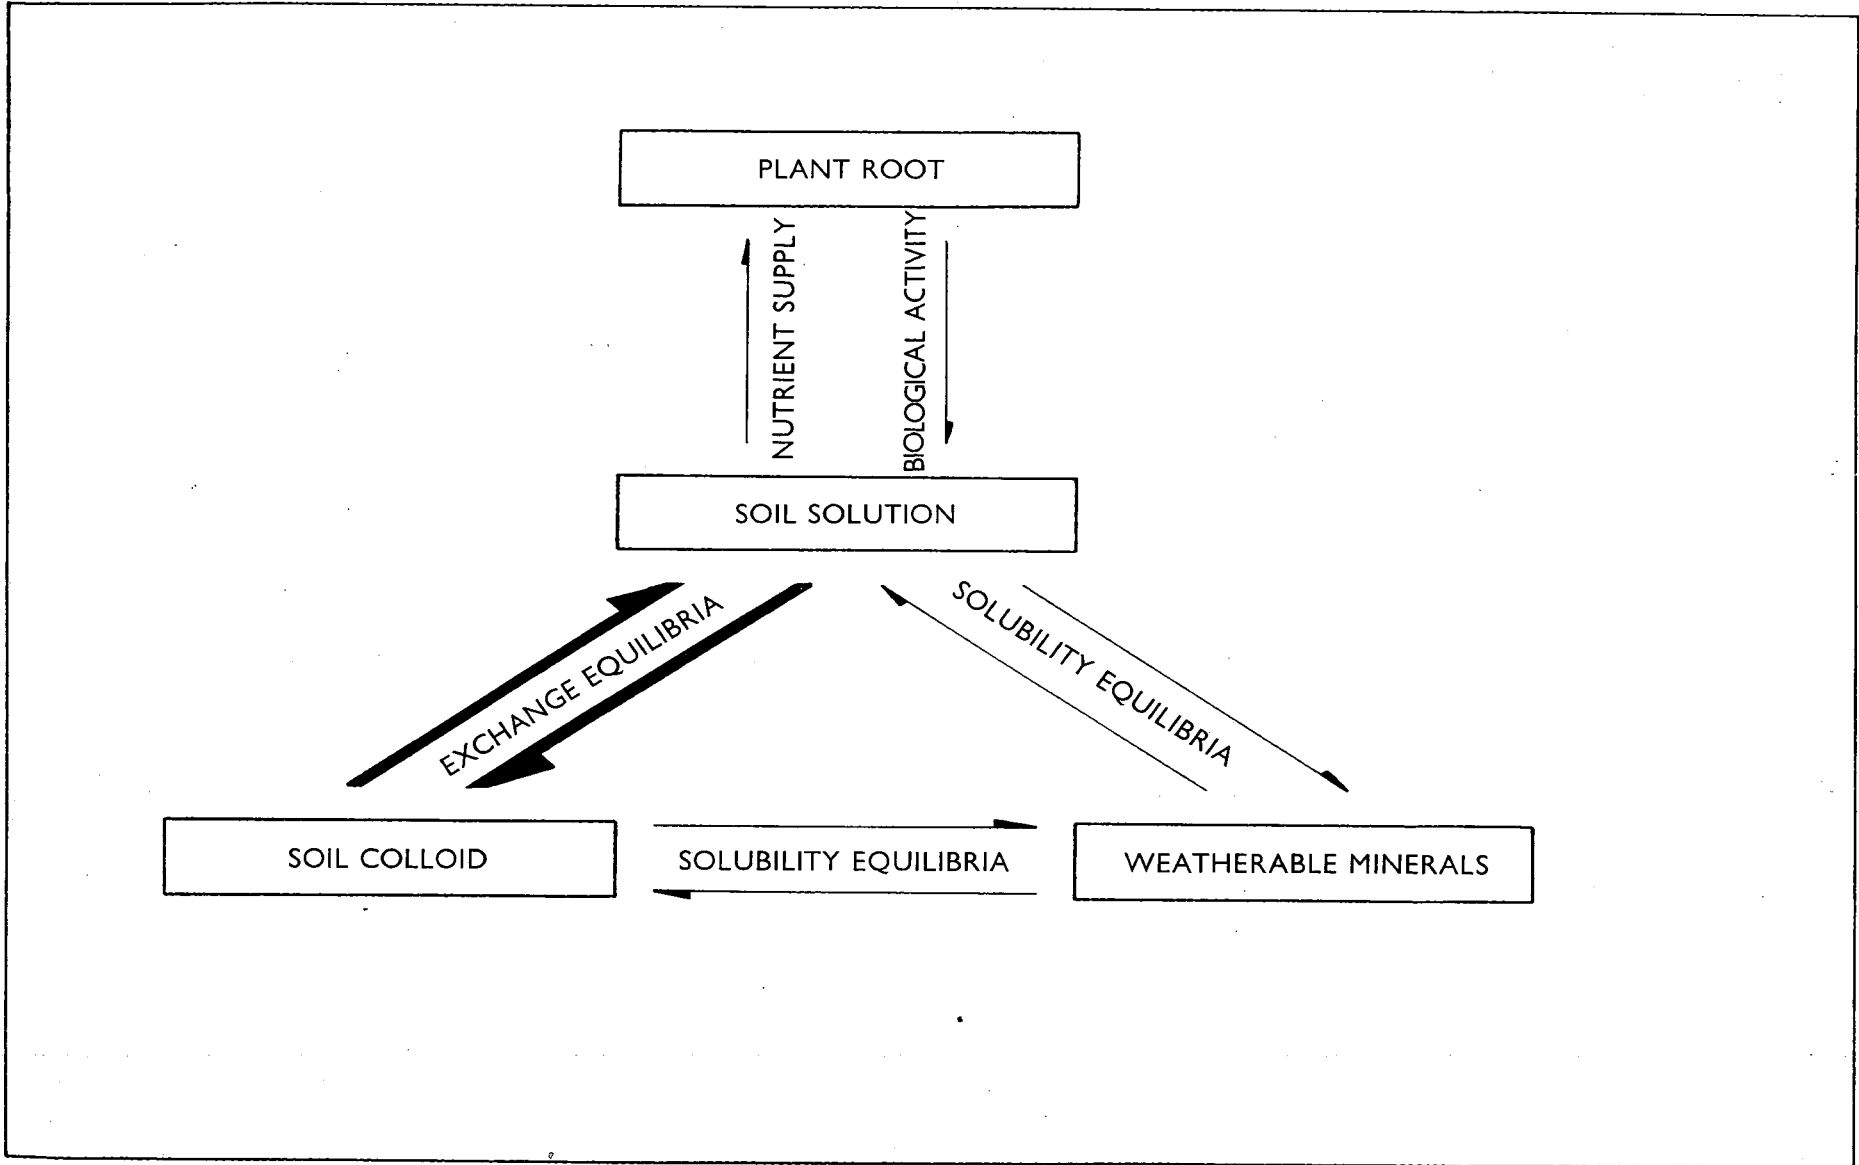 PLANT ROOT
NUTRIENT SUPPLY
BIOLOGICAL ACTIVITY
SOIL SOLUTION
EXCHANGE EQUILIBRIA
SOLUBILITY EQUILIBRIA
SOIL COLLOID
SOLUBILITY EQUILIBRIA
WEATHERABLE MINERALS